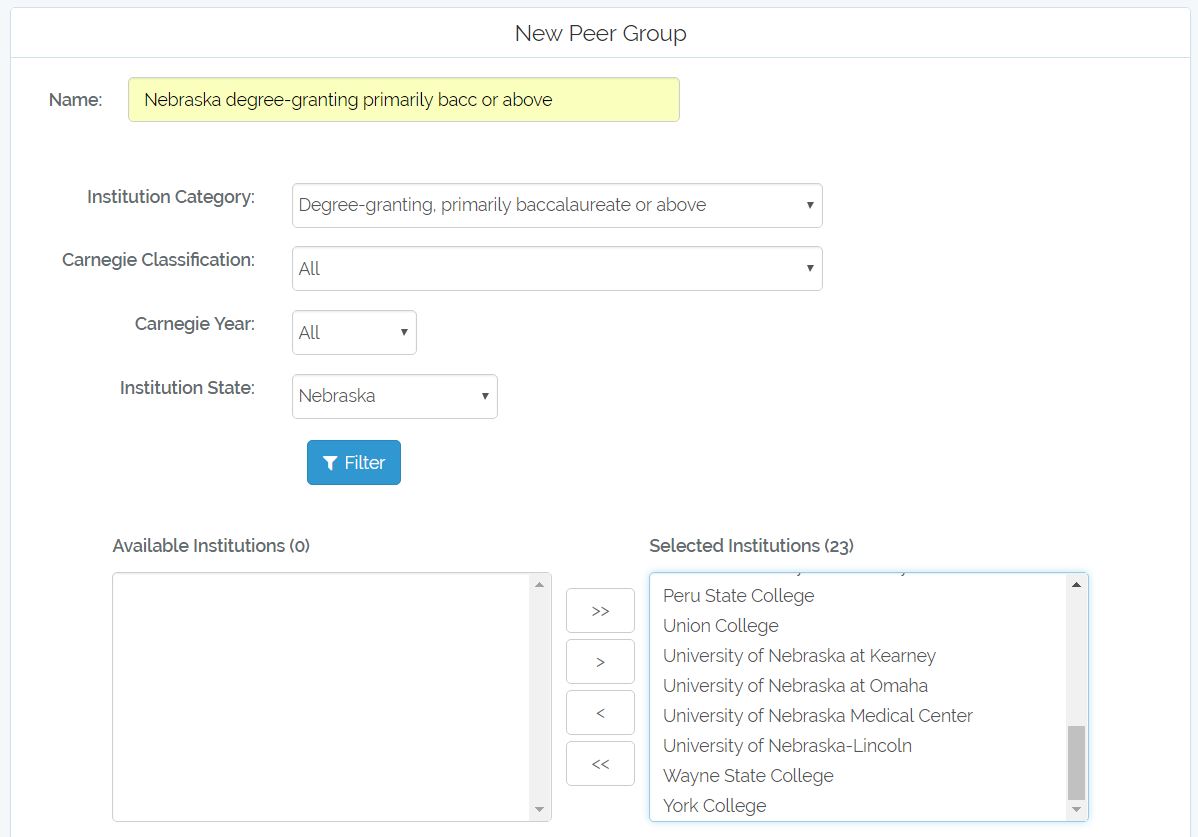 New Peer Group
Name:
Nebraska degree-granting primarily bacc or above
Institution Category:
Degree-granting, primarily baccalaureate or above
Carnegie Classification:
All
Carnegie Year:
All
Institution State:
Nebraska
Filter
Available Institutions (0)
Selected Institutions (23)
>>
>
<
<<
Peru State College
Union College
University of Nebraska at Kearney
University of Nebraska at Omaha
University of Nebraska Medical Center
University of Nebraska-Lincoln
Wayne State College
York College